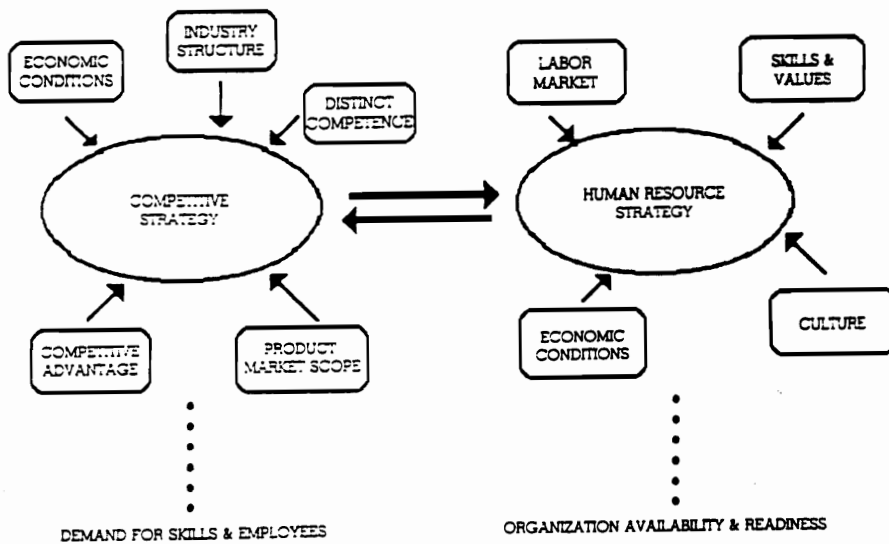 INDUSTRY
STRUCTURE
ECONOMIC
CONDITIONS
DISTINCT
COMPETENCE
COMPETITIVE
STRATEGY
COMPETITIVE
ADVANTAGE
PRODUCT
MARKET SCOPE
DEMAND FOR SKILLS & EMPLOYEES
LABOR
MARKET
SKILLS &
VALUES
HUMAN RESOURCE
STRATEGY
ECONOMIC
CONDITIONS
CULTURE
ORGANIZATION AVAILABILITY & READINESS